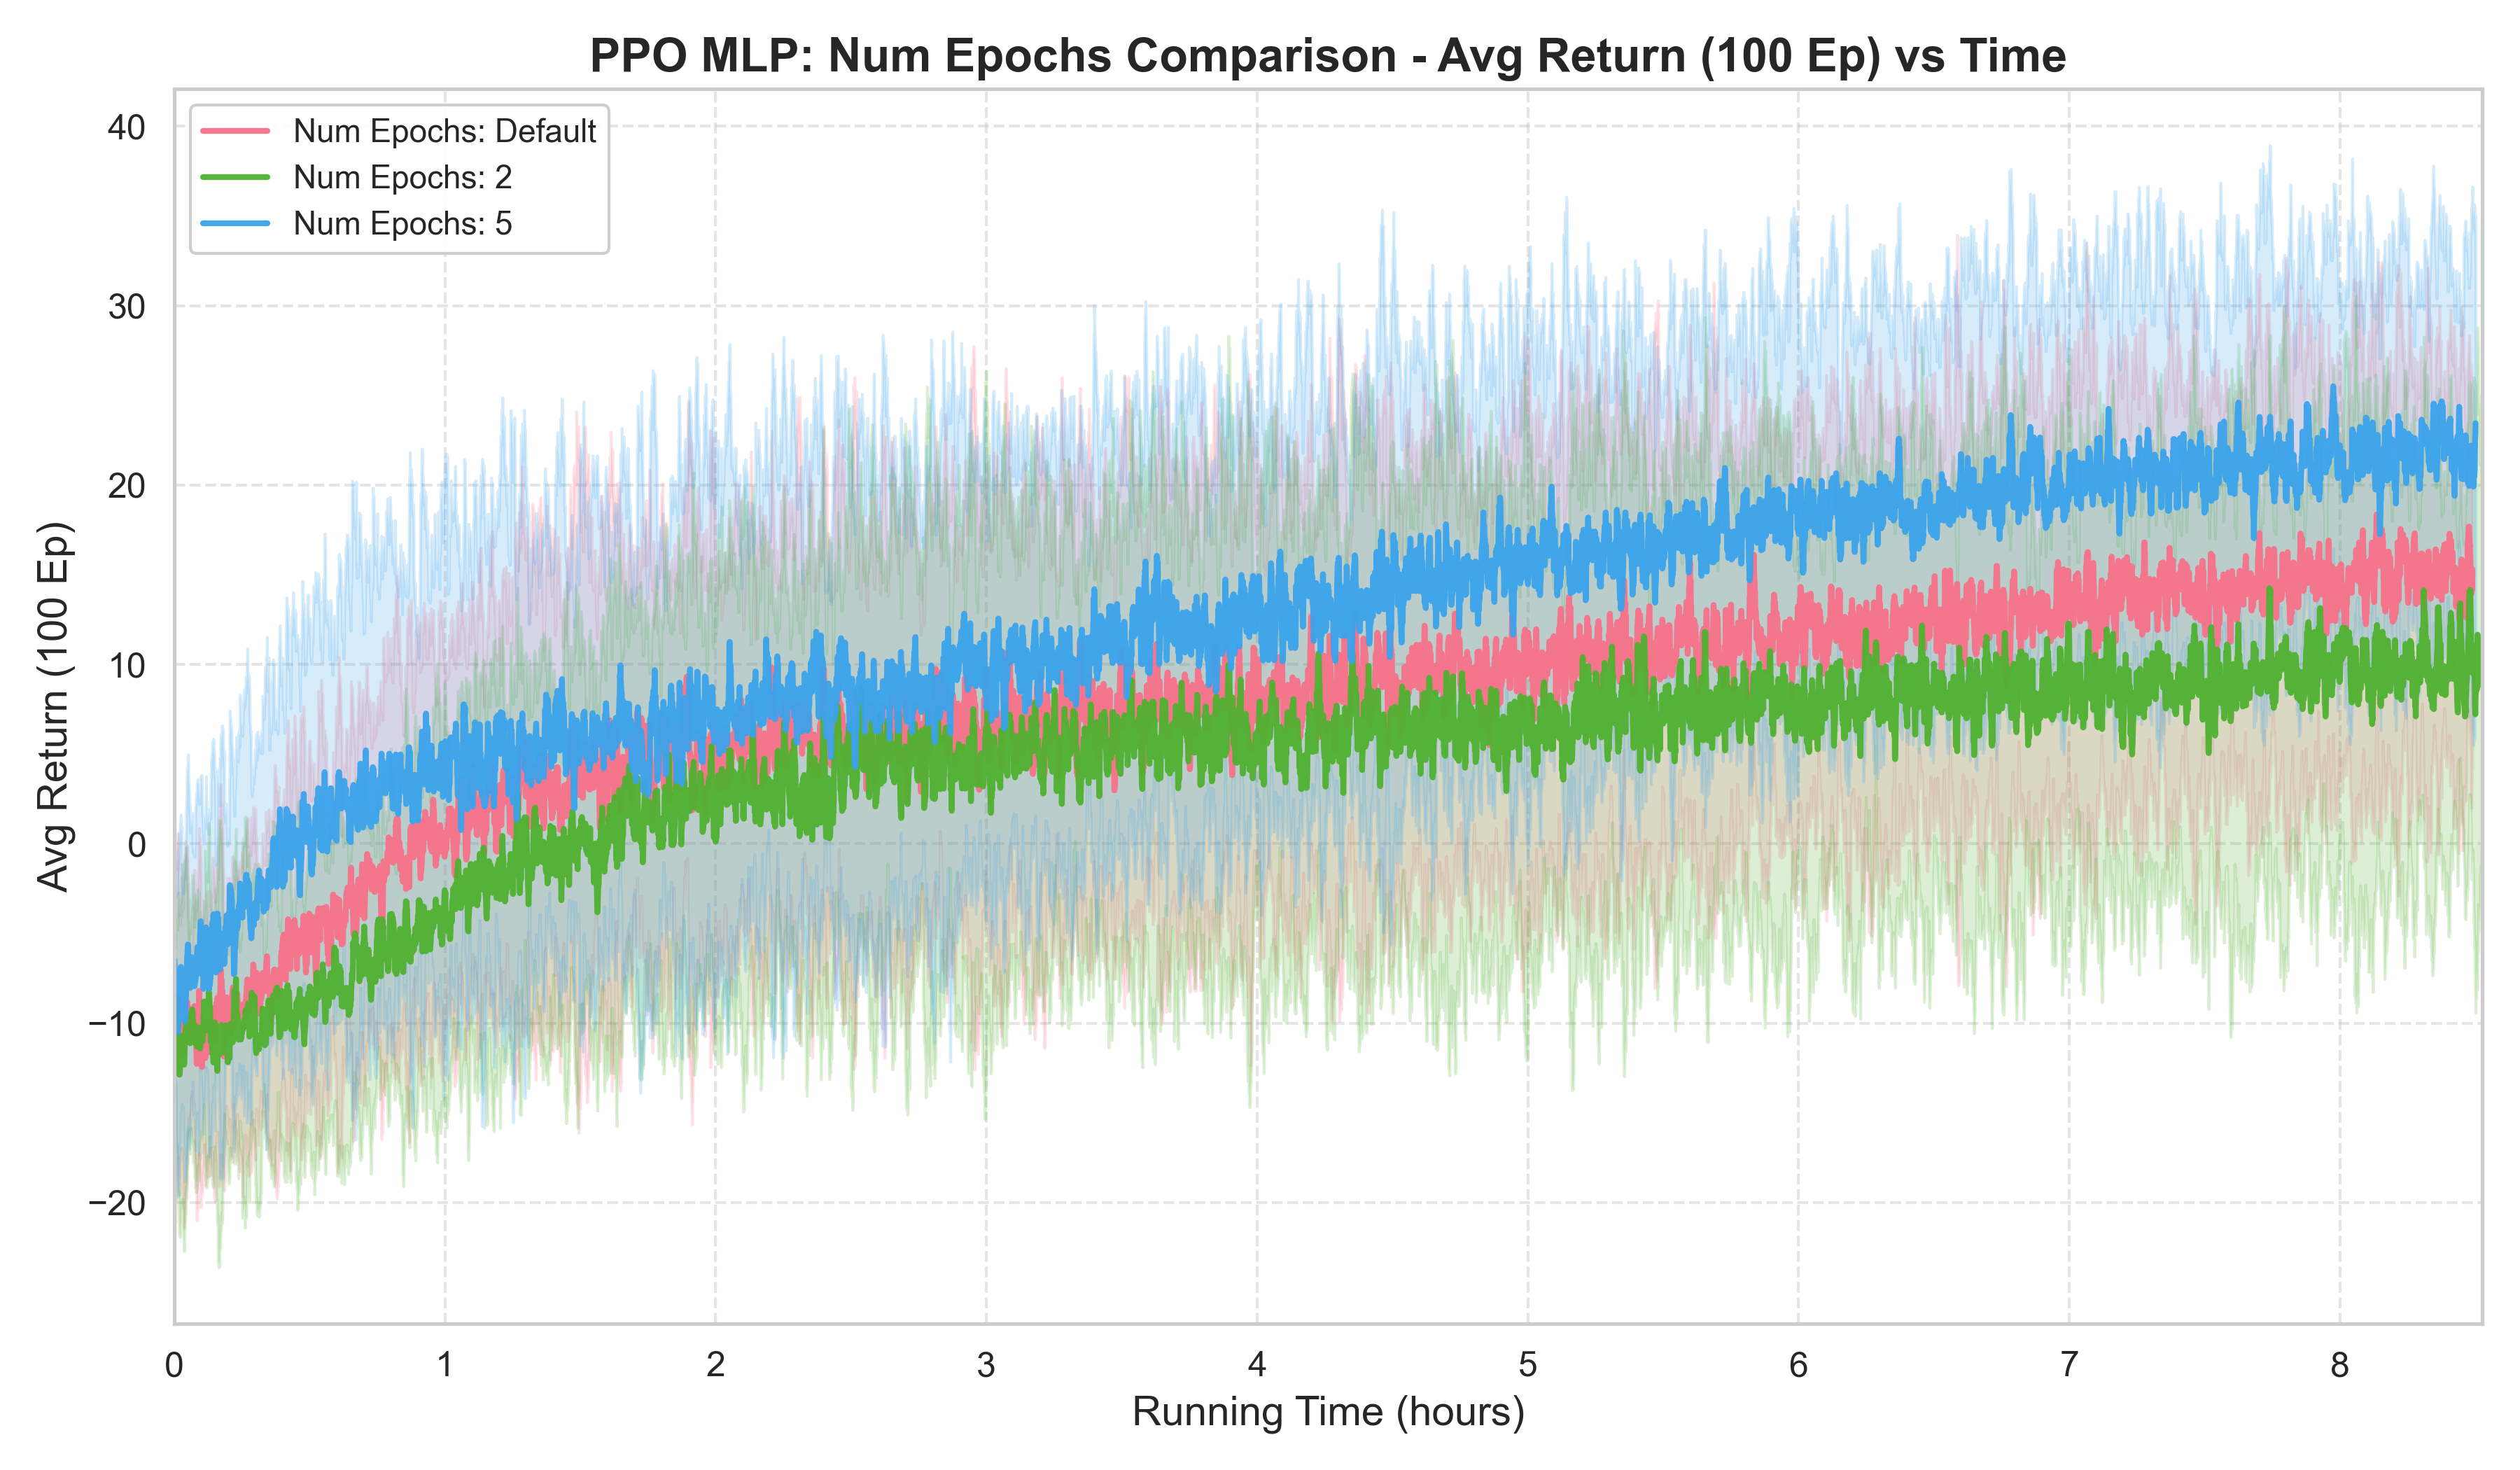 PPO MLP: Num Epochs Comparison - Avg Return (100 Ep) vs Time
Num Epochs: Default
Num Epochs: 2
Num Epochs: 5
Avg Return (100 Ep)
40
30
20
10
0
−10
−20
0 1 2 3 4 5 6 7 8
Running Time (hours)